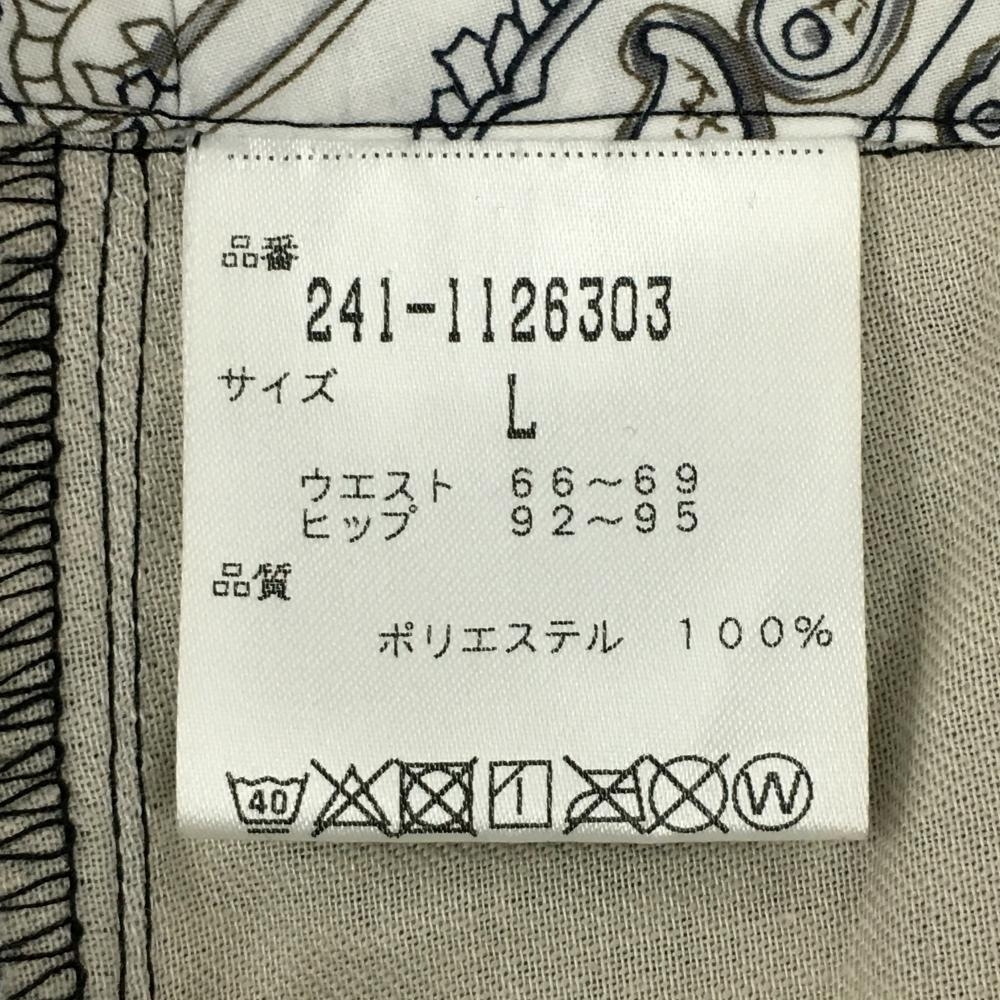 品番
241-1126303
サイズ L
ウエスト 66～69
ヒップ 92～95
品質
ポリエステル 100%
40 W